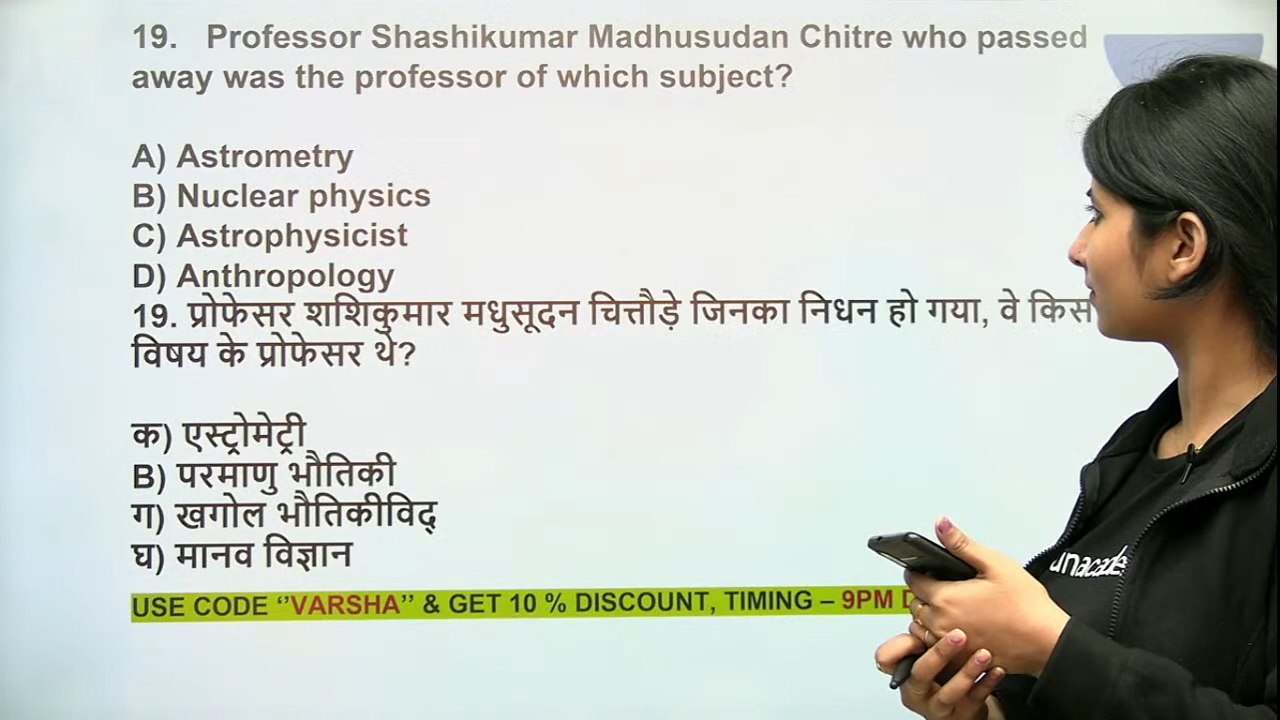 19. Professor Shashikumar Madhusudan Chitre who passed
away was the professor of which subject?
A) Astrometry
B) Nuclear physics
C) Astrophysicist
D) Anthropology
19. प्रोफेसर शशिकुमार मधुसूदन चित्तौड़े जिनका निधन हो गया, वे किस
विषय के प्रोफेसर थे?
क) एस्ट्रोमेट्री
B) परमाणु भौतिकी
ग) खगोल भौतिकीविद्
घ) मानव विज्ञान
USE CODE ‘’VARSHA’’ & GET 10 % DISCOUNT, TIMING – 9PM